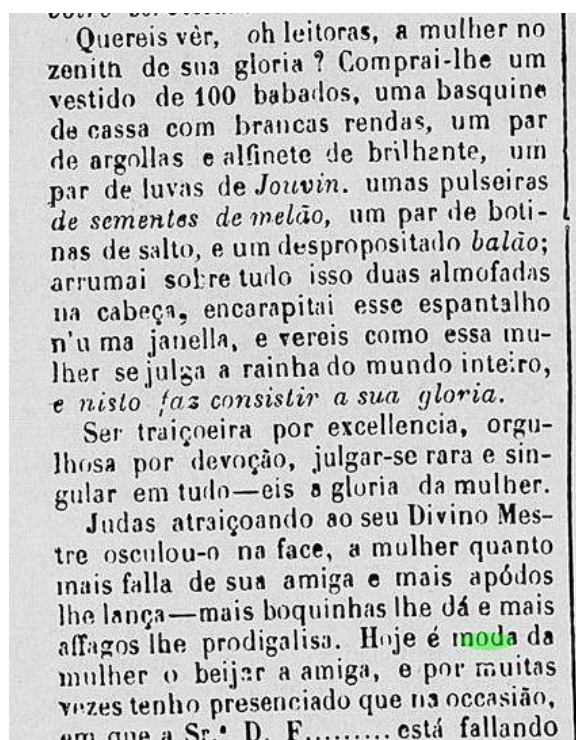 Quereis vêr, oh leitoras, a mulher no
zenith de sua gloria ? Comprai-lhe um
vestido de 100 babados, uma basquine
de cassa com brancas rendas, um par
de argollas e alfinete de brilhante, um
par de luvas de Jouvin. umas pulseiras
de sementes de melão, um par de boti-
nas de salto, e um despropositado balão;
arrumai sobre tudo isso duas almofadas
na cabeça, encarapitai esse espantalho
n'u ma janella, e vereis como essa mu-
lher se julga a rainha do mundo inteiro,
e nisto faz consistir a sua gloria.
Ser traiçoeira por excellencia, orgu-
lhosa por devoção, julgar-se rara e sin-
gular em tudo—eis a gloria da mulher.
Judas atraiçoando ao seu Divino Mes-
tre osculou-o na face, a mulher quanto
mais falla de sua amiga e mais apódos
lhe lança—mais boquinhas lhe dá e mais
affagos lhe prodigalisa. Hoje é moda da
mulher o beijar a amiga, e por muitas
vezes tenho presenciado que na occasião,
em que a Sr.ª D. F......... está fallando